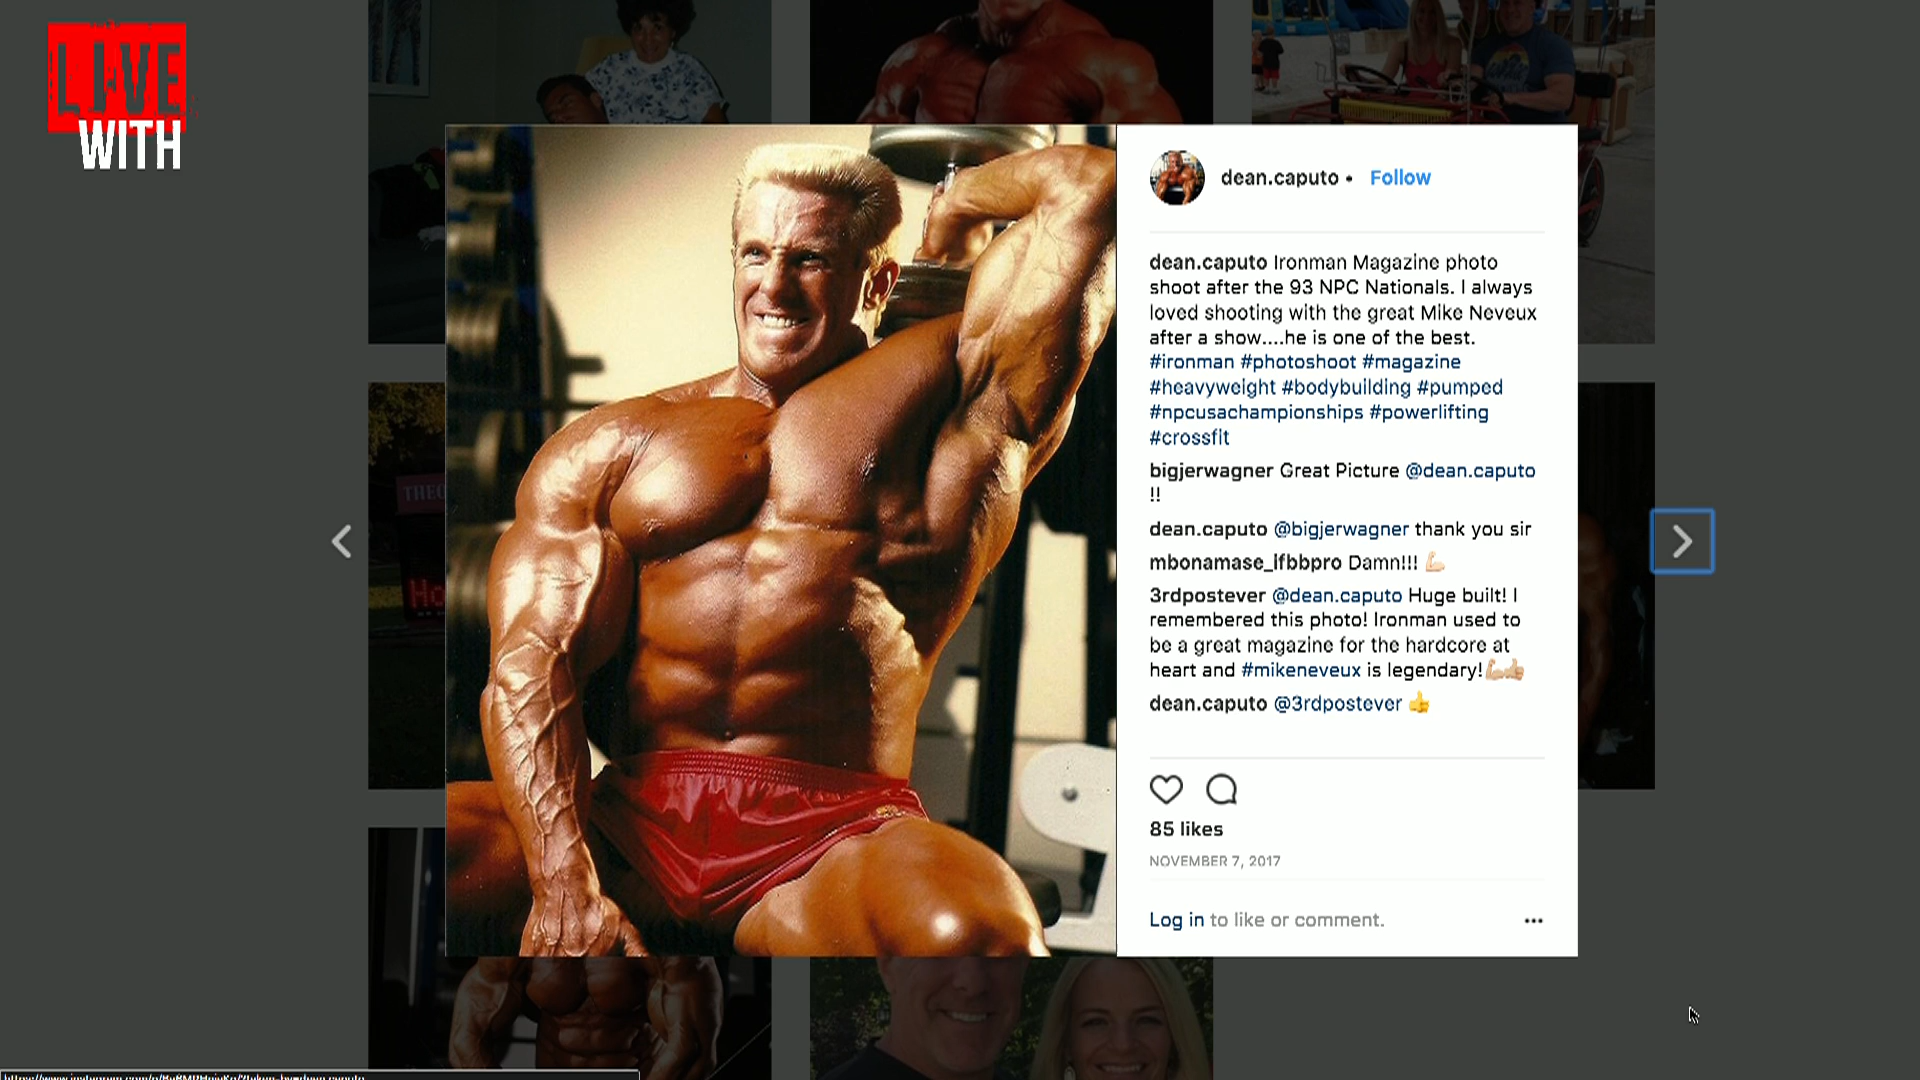 LIVE
WITH
dean.caputo • Follow
dean.caputo Ironman Magazine photo
shoot after the 93 NPC Nationals. I always
loved shooting with the great Mike Neveux
after a show....he is one of the best.
#ironman #photoshoot #magazine
#heavyweight #bodybuilding #pumped
#npcusachampionships #powerlifting
#crossfit
bigjerwagner Great Picture @dean.caputo
!!
dean.caputo @bigjerwagner thank you sir
mbonamase_ifbbpro Damn!!! 💪🏻
3rdpostever @dean.caputo Huge built! I
remembered this photo! Ironman used to
be a great magazine for the hardcore at
heart and #mikeneveux is legendary!💪🏼👍🏼
dean.caputo @3rdpostever 👍
85 likes
NOVEMBER 7, 2017
Log in to like or comment.